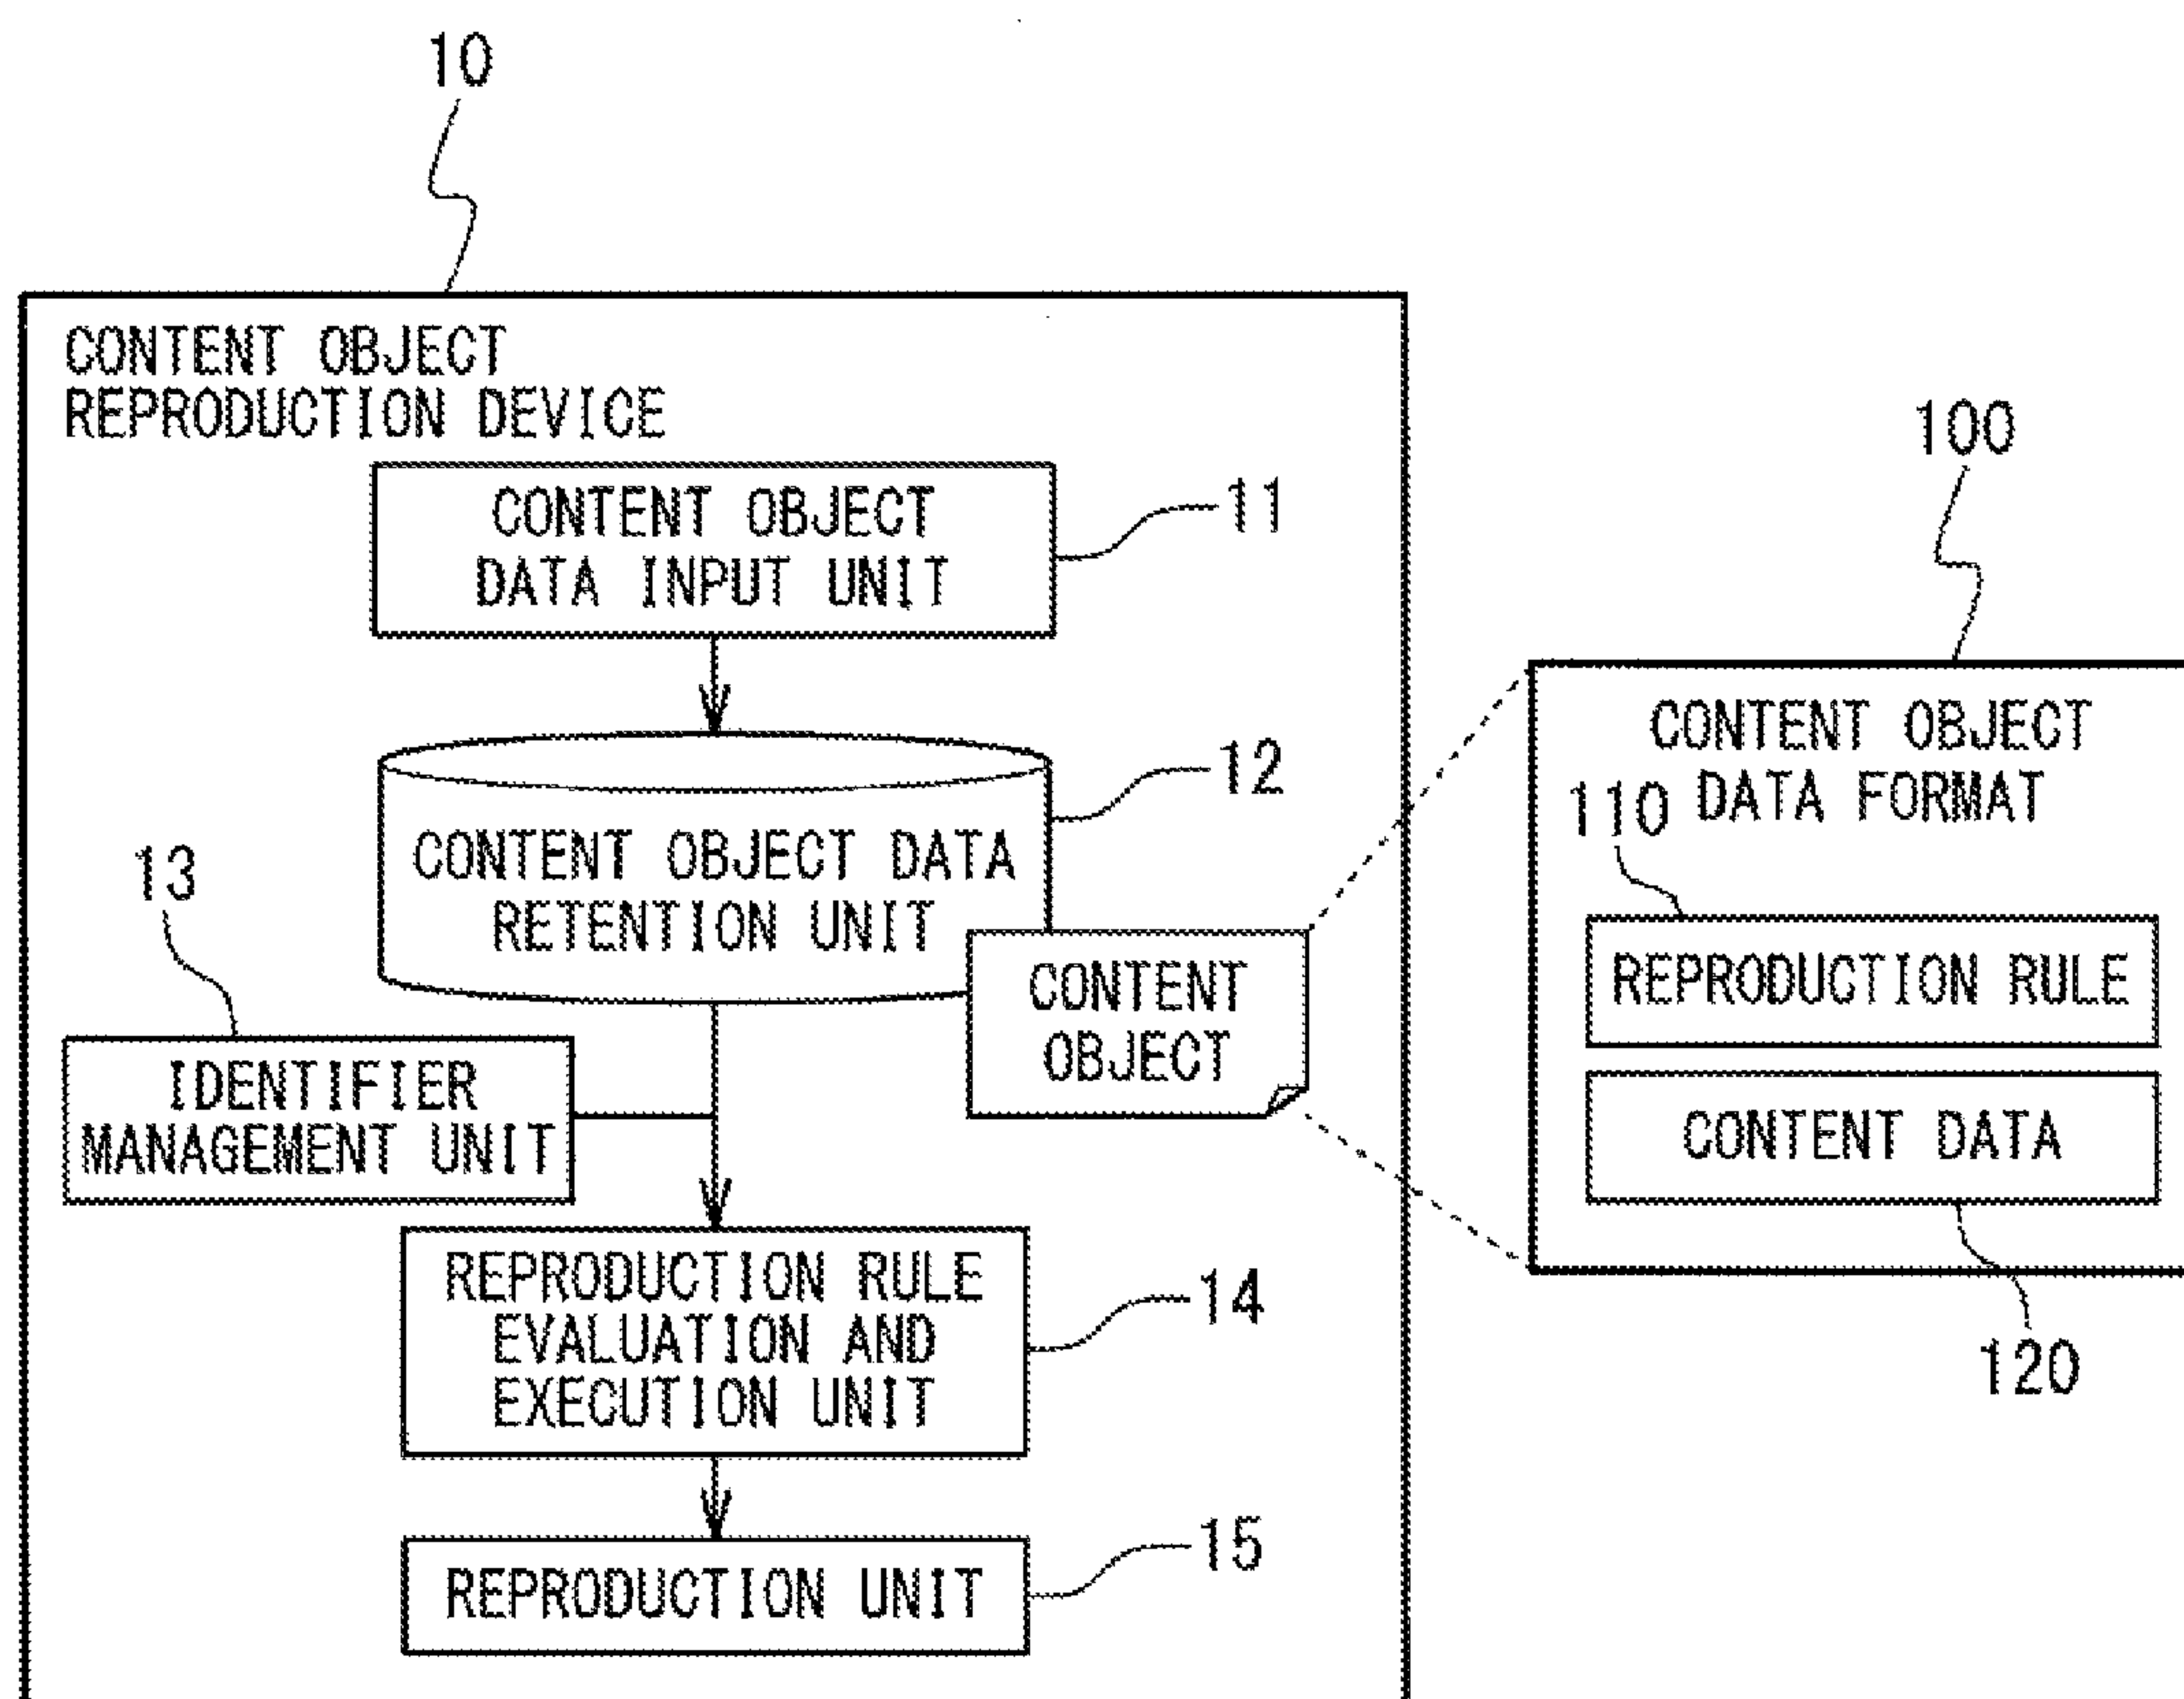 10
CONTENT OBJECT
REPRODUCTION DEVICE
CONTENT OBJECT
DATA INPUT UNIT
11
12
CONTENT OBJECT DATA
RETENTION UNIT
13
CONTENT
OBJECT
IDENTIFIER
MANAGEMENT UNIT
REPRODUCTION RULE
EVALUATION AND
EXECUTION UNIT
14
REPRODUCTION UNIT
15
100
CONTENT OBJECT
DATA FORMAT
110
REPRODUCTION RULE
CONTENT DATA
120